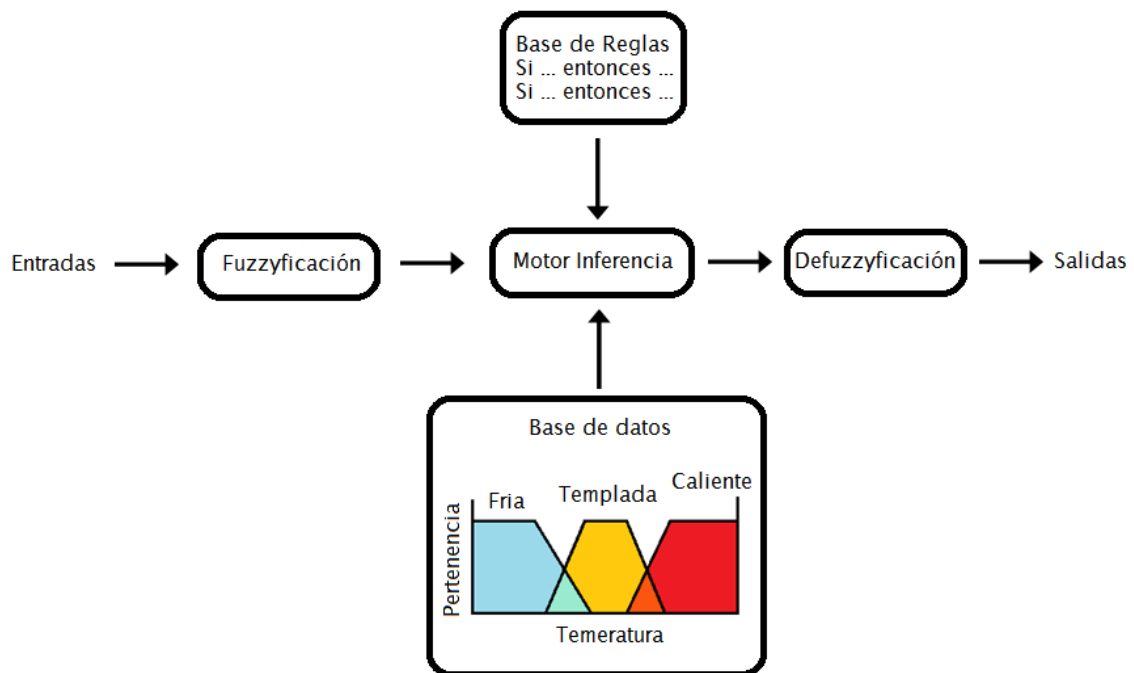 Base de Reglas
Si ... entonces ...
Si ... entonces ...
Entradas
Fuzzyficación
Motor Inferencia
Defuzzyficación
Salidas
Base de datos
Fria
Templada
Caliente
Pertenencia
Temeratura